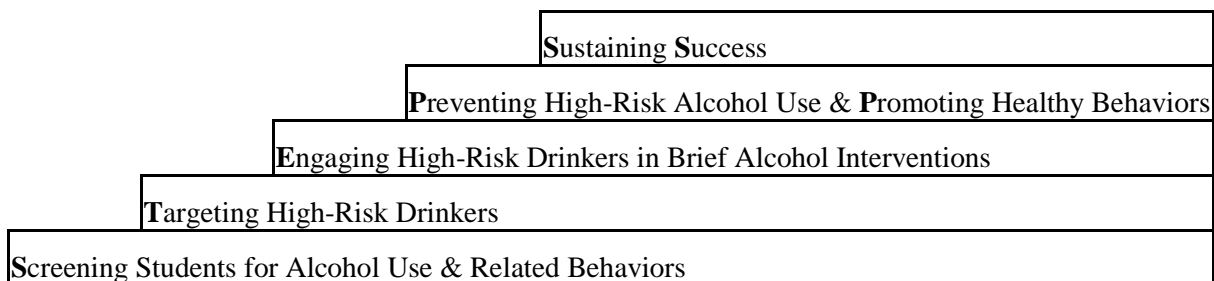 Sustaining Success
Preventing High-Risk Alcohol Use & Promoting Healthy Behaviors
Engaging High-Risk Drinkers in Brief Alcohol Interventions
Targeting High-Risk Drinkers
Screening Students for Alcohol Use & Related Behaviors